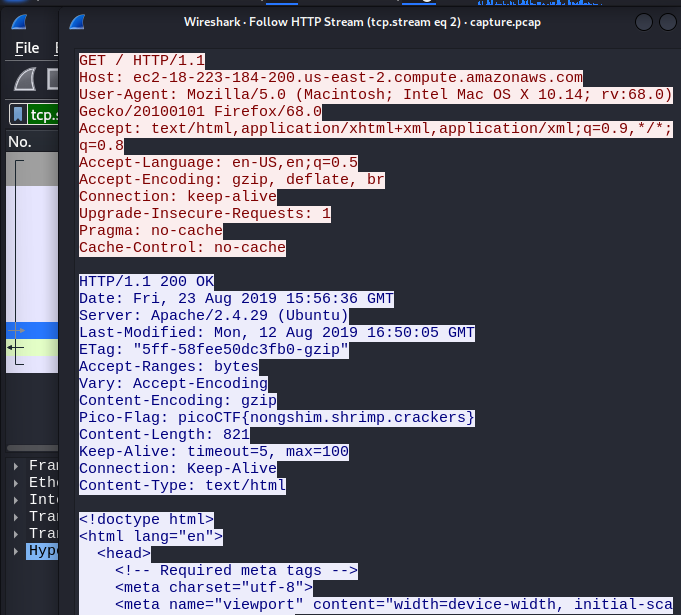 Wireshark · Follow HTTP Stream (tcp.stream eq 2) · capture.pcap
File
tcp.s
No.
GET / HTTP/1.1
Host: ec2-18-223-184-200.us-east-2.compute.amazonaws.com
User-Agent: Mozilla/5.0 (Macintosh; Intel Mac OS X 10.14; rv:68.0)
Gecko/20100101 Firefox/68.0
Accept: text/html,application/xhtml+xml,application/xml;q=0.9,*/*;
q=0.8
Accept-Language: en-US,en;q=0.5
Accept-Encoding: gzip, deflate, br
Connection: keep-alive
Upgrade-Insecure-Requests: 1
Pragma: no-cache
Cache-Control: no-cache
HTTP/1.1 200 OK
Date: Fri, 23 Aug 2019 15:56:36 GMT
Server: Apache/2.4.29 (Ubuntu)
Last-Modified: Mon, 12 Aug 2019 16:50:05 GMT
ETag: "5ff-58fee50dc3fb0-gzip"
Accept-Ranges: bytes
Vary: Accept-Encoding
Content-Encoding: gzip
Pico-Flag: picoCTF{nongshim.shrimp.crackers}
Content-Length: 821
Keep-Alive: timeout=5, max=100
Connection: Keep-Alive
Content-Type: text/html
<!doctype html>
<html lang="en">
<head>
<!-- Required meta tags -->
<meta charset="utf-8">
<meta name="viewport" content="width=device-width, initial-sca
Fram
Ethe
Inte
Tran
Tran
Hype